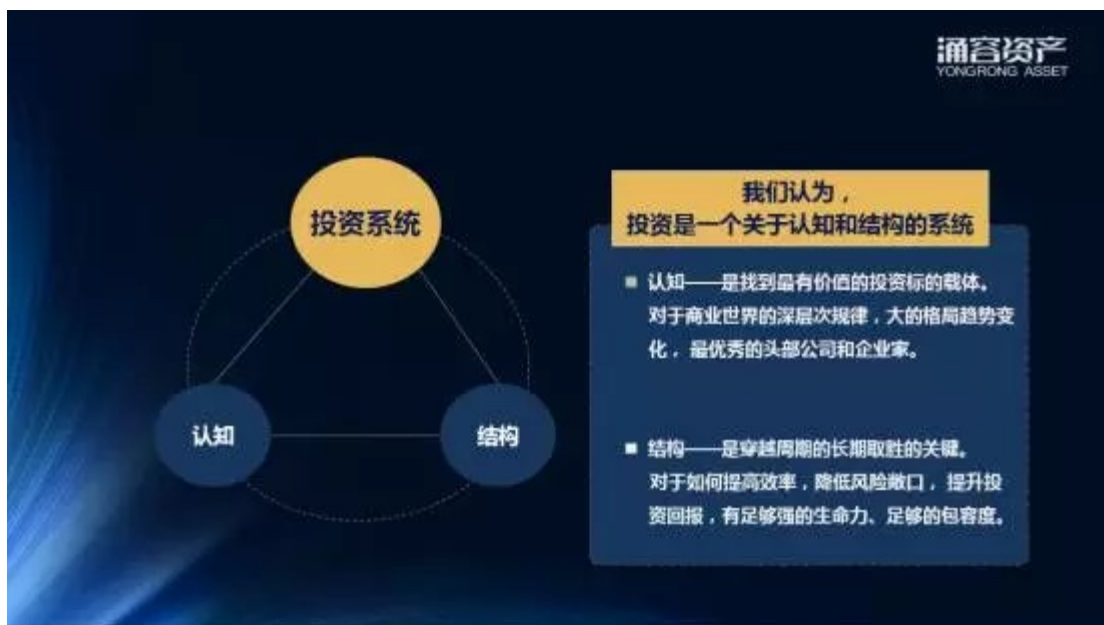 涌容资产
YONGRONG ASSET
投资系统
认知
结构
我们认为，
投资是一个关于认知和结构的系统
■ 认知——是找到最有价值的投资标的载体。
对于商业世界的深层次规律，大的格局趋势变
化，最优秀的头部公司和企业家。
■ 结构——是穿越周期的长期取胜的关键。
对于如何提高效率，降低风险敞口，提升投
资回报，有足够强的生命力、足够的包容度。